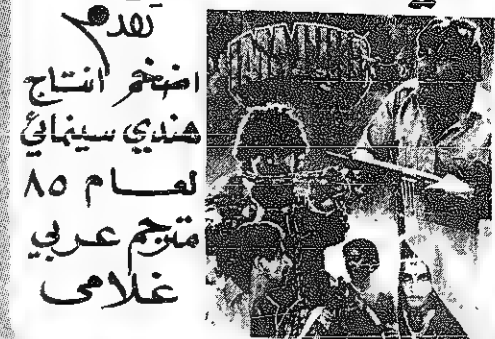 تقدم
اضخم انتاج
هندي سينمائي
لعام ٨٥
مترجم عربي
غلامي